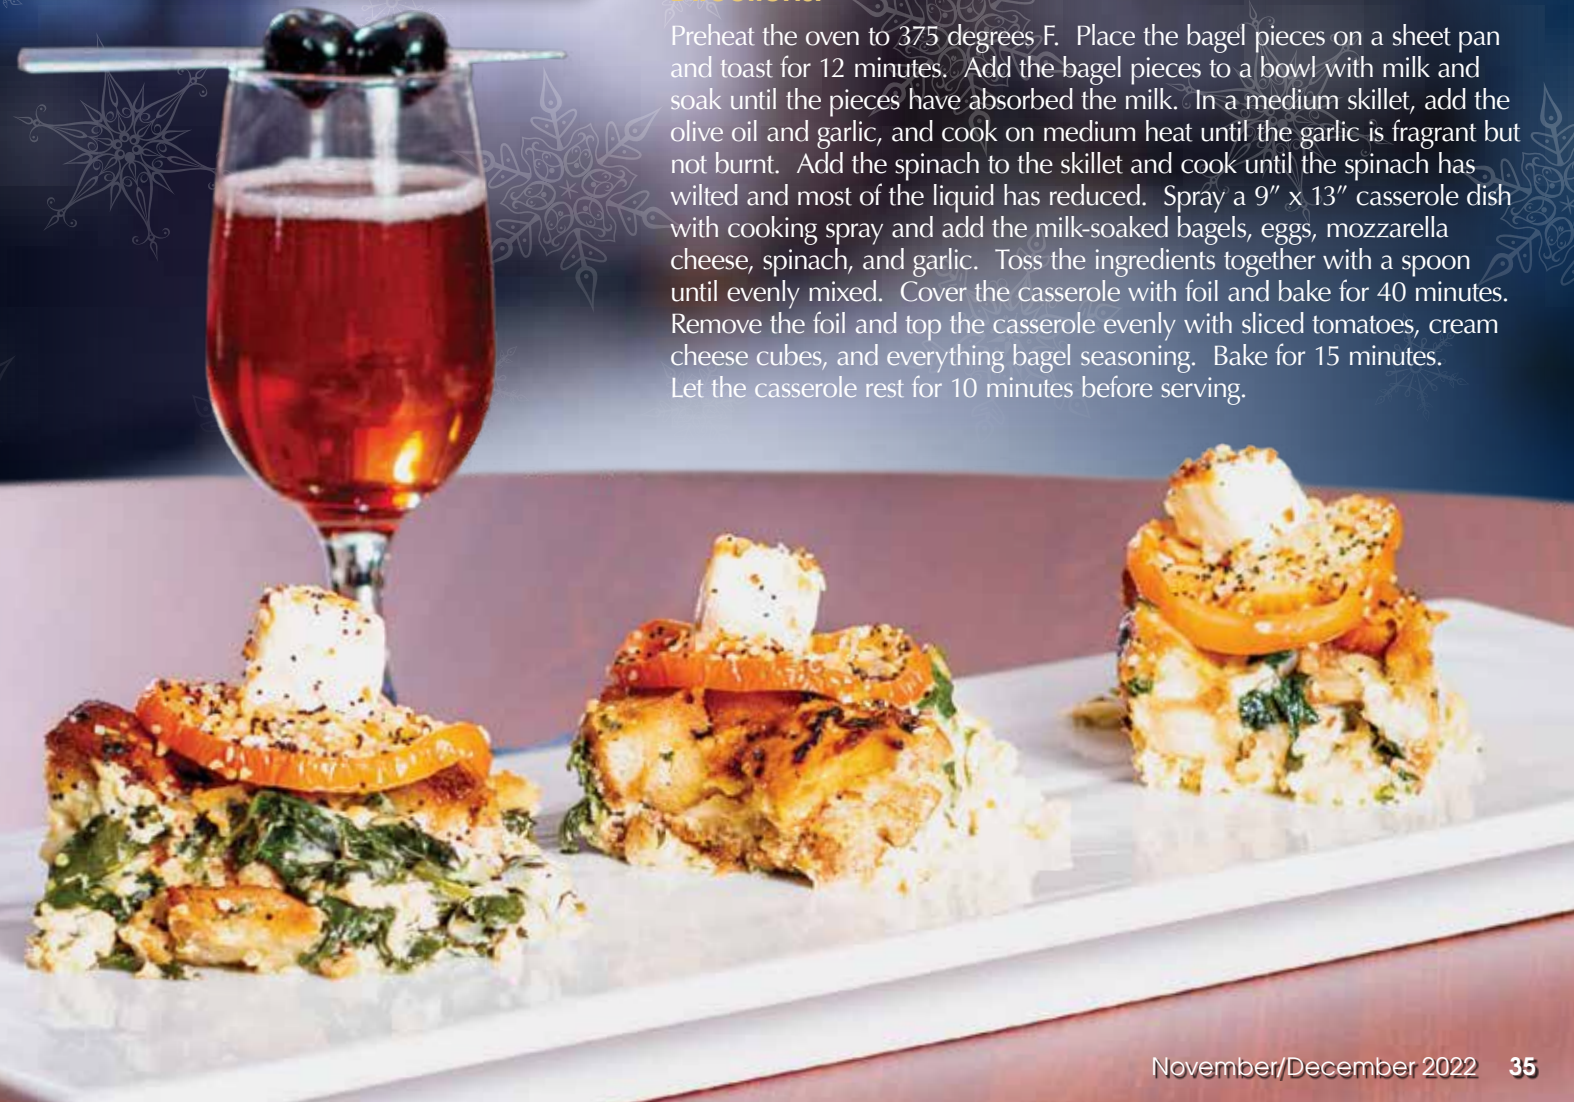 Preheat the oven to 375 degrees F.  Place the bagel pieces on a sheet pan
and toast for 12 minutes.  Add the bagel pieces to a bowl with milk and
soak until the pieces have absorbed the milk.  In a medium skillet, add the
olive oil and garlic, and cook on medium heat until the garlic is fragrant but
not burnt.  Add the spinach to the skillet and cook until the spinach has
wilted and most of the liquid has reduced.  Spray a 9” x 13” casserole dish
with cooking spray and add the milk-soaked bagels, eggs, mozzarella
cheese, spinach, and garlic.  Toss the ingredients together with a spoon
until evenly mixed.  Cover the casserole with foil and bake for 40 minutes.
Remove the foil and top the casserole evenly with sliced tomatoes, cream
cheese cubes, and everything bagel seasoning.  Bake for 15 minutes.
Let the casserole rest for 10 minutes before serving.
November/December 2022 35